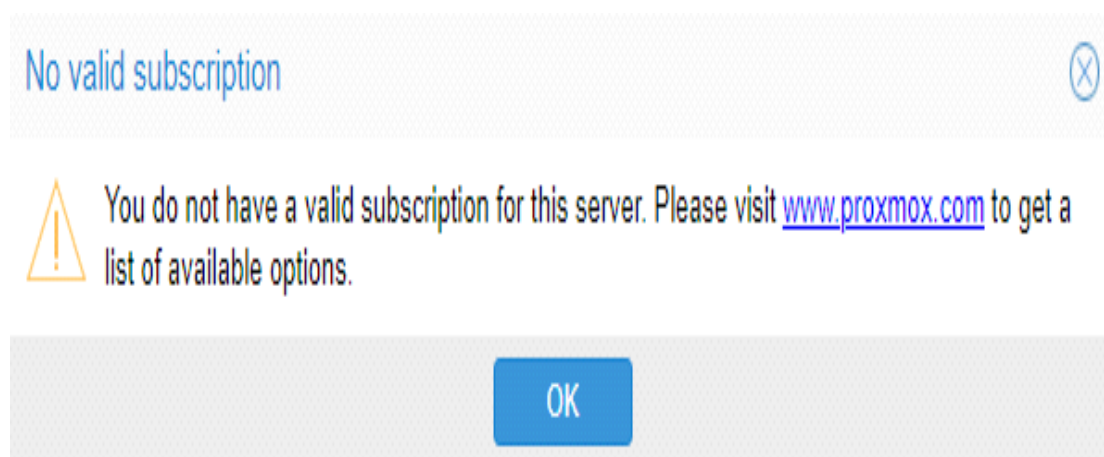 No valid subscription
You do not have a valid subscription for this server. Please visit www.proxmox.com to get a
list of available options.
OK